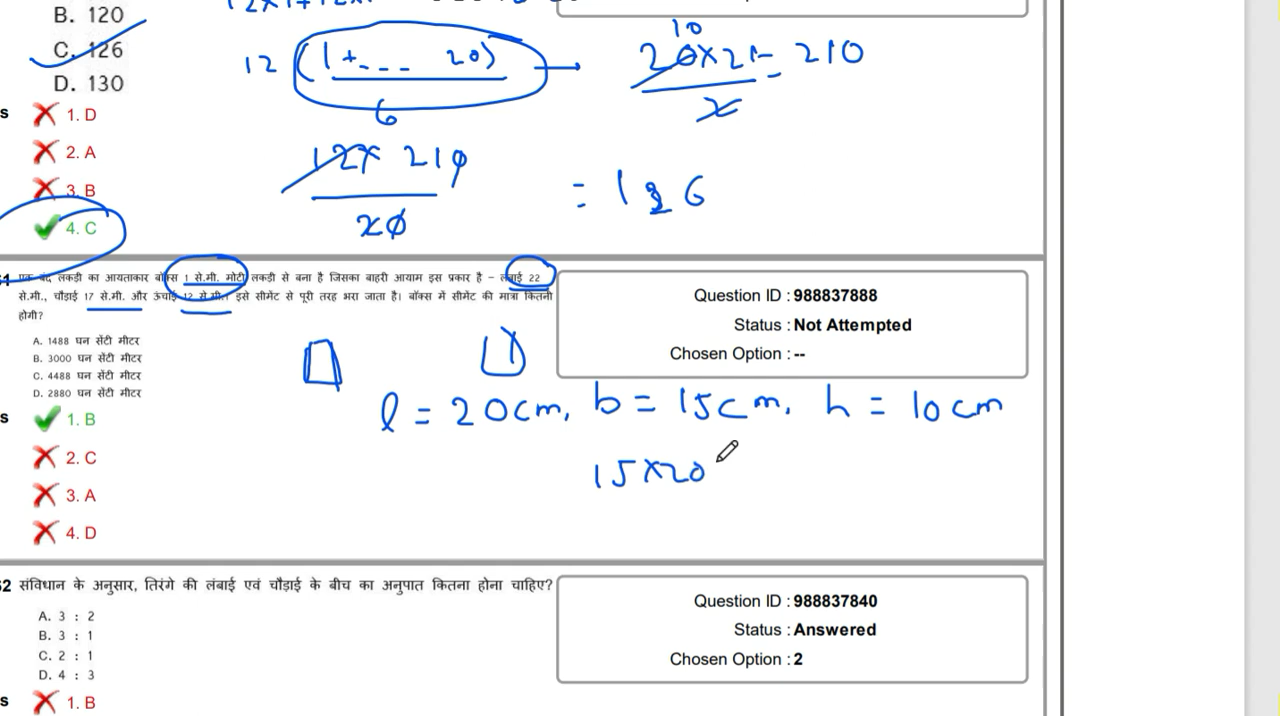 B. 120
C. 126
D. 130
12 (1 + --- 20) → 20×21 = 210
10
6
12× 210
20
= 126
s
1. D
2. A
3. B
4. C
लकड़ी का आयताकार बॉक्स 1 से.मी. मोटी लकड़ी से बना है जिसका बाहरी आयाम इस प्रकार है – लंबाई 22
से.मी., चौड़ाई 17 से.मी. और ऊंचाई 12 से.मी.। इसे सीमेंट से पूरी तरह भरा जाता है। बॉक्स में सीमेंट की मात्रा कितनी
होगी?
A. 1488 घन सेंटी मीटर
B. 3000 घन सेंटी मीटर
C. 4488 घन सेंटी मीटर
D. 2880 घन सेंटी मीटर
Question ID : 988837888
Status : Not Attempted
Chosen Option : --
l = 20cm, b = 15cm, h = 10cm
15×20
s
1. B
2. C
3. A
4. D
62 संविधान के अनुसार, तिरंगे की लंबाई एवं चौड़ाई के बीच का अनुपात कितना होना चाहिए?
A. 3 : 2
B. 3 : 1
C. 2 : 1
D. 4 : 3
Question ID : 988837840
Status : Answered
Chosen Option : 2
s
1. B